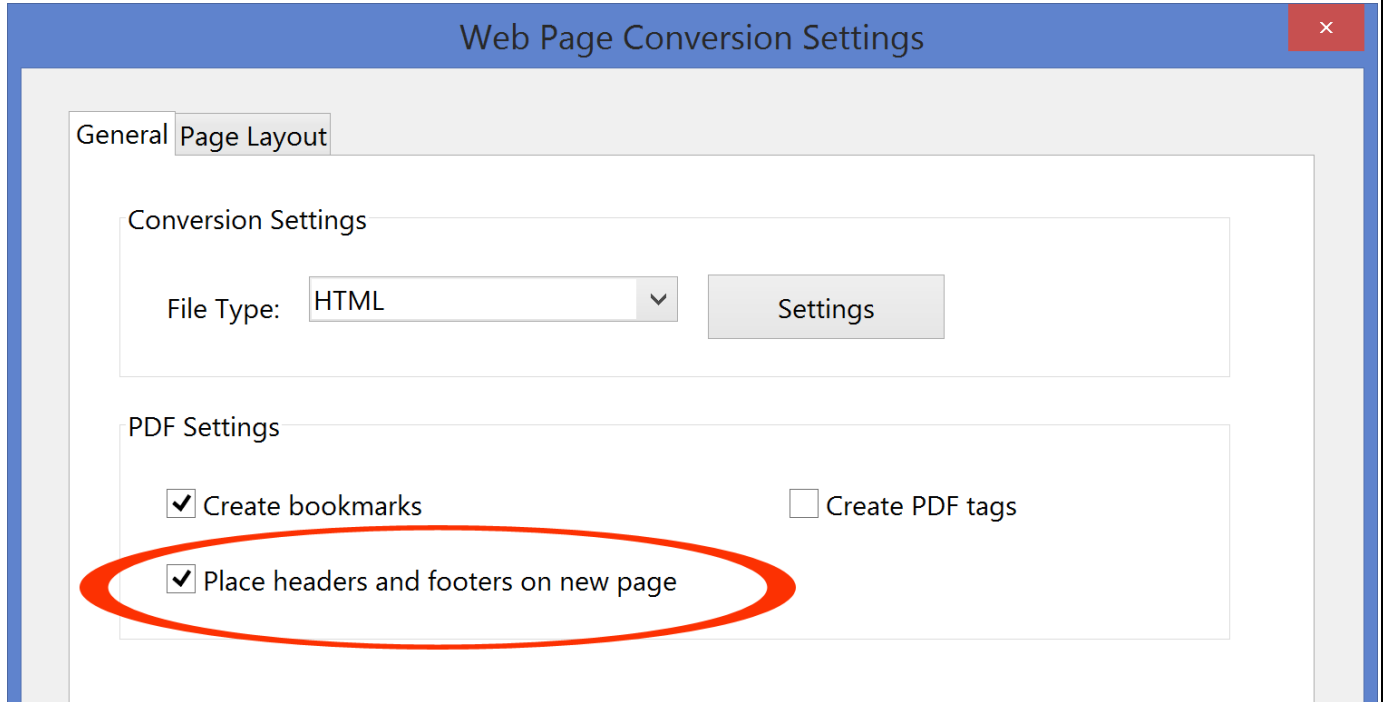 Web Page Conversion Settings
General
Page Layout
Conversion Settings
File Type:
HTML
Settings
PDF Settings
Create bookmarks
Create PDF tags
Place headers and footers on new page